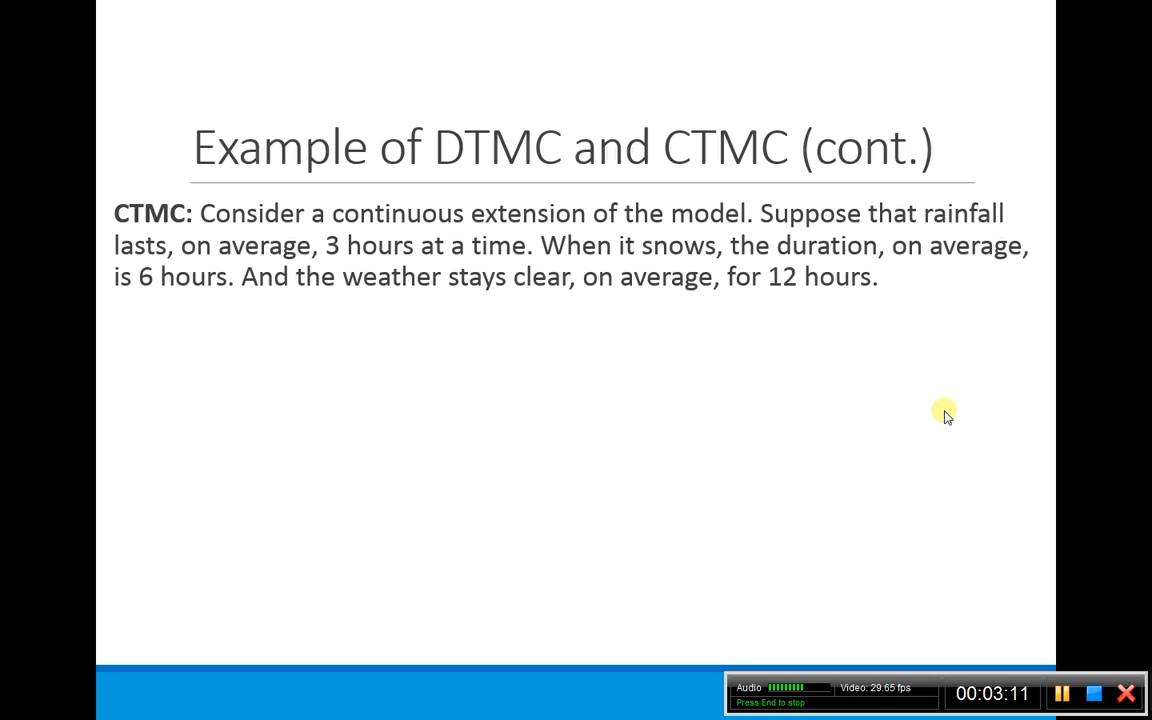 Example of DTMC and CTMC (cont.)
CTMC: Consider a continuous extension of the model. Suppose that rainfall
lasts, on average, 3 hours at a time. When it snows, the duration, on average,
is 6 hours. And the weather stays clear, on average, for 12 hours.
Audio
Video: 29.65 fps
Press End to stop
00:03:11